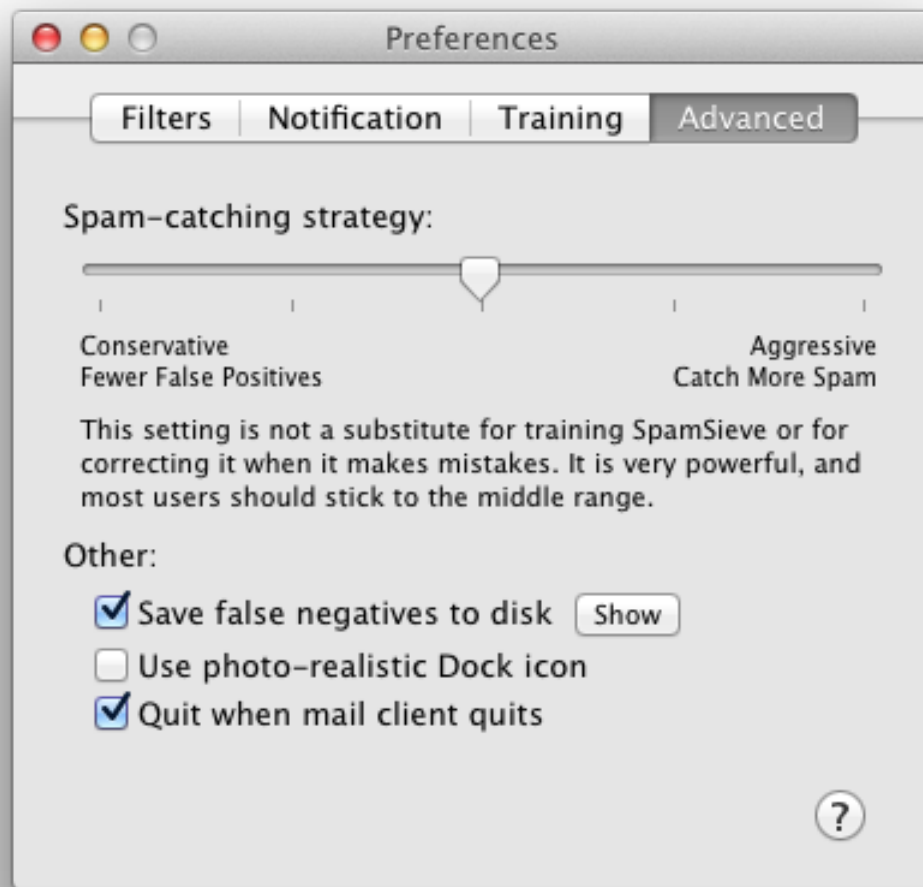 Preferences
Filters Notification Training Advanced
Spam-catching strategy:
Conservative Aggressive
Fewer False Positives Catch More Spam
This setting is not a substitute for training SpamSieve or for
correcting it when it makes mistakes. It is very powerful, and
most users should stick to the middle range.
Other:
Save false negatives to disk Show
Use photo-realistic Dock icon
Quit when mail client quits
?